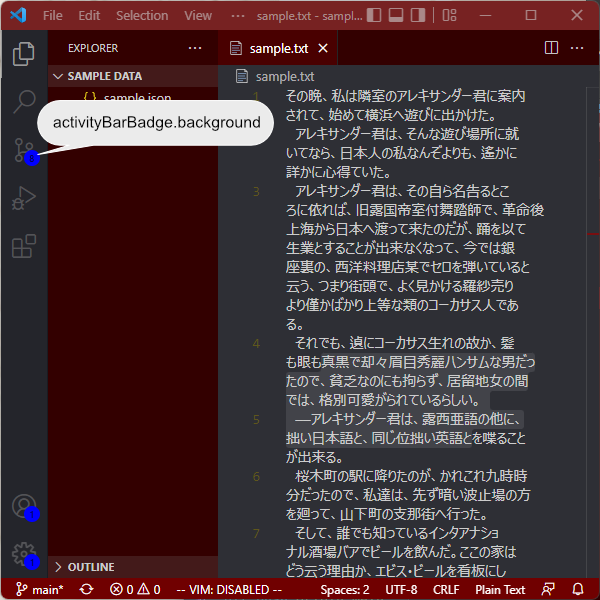 File Edit Selection View ··· sample.txt - sampl...
EXPLORER ···
sample.txt
SAMPLE DATA
sample.txt
{ } sample.json
activityBarBadge.background
1 その晩、私は隣室のアレキサンダー君に案内
されて、始めて横浜へ遊びに出かけた。
2 アレキサンダー君は、そんな遊び場所に就
いてなら、日本人の私なんぞよりも、遙かに
詳かに心得ていた。
3 アレキサンダー君は、その自ら名告るとこ
ろに依れば、旧露国帝室付舞踏師で、革命後
上海から日本へ渡って来たのだが、踊を以て
生業とすることが出来なくなって、今では銀
座裏の、西洋料理店某でセロを弾いていると
云う、つまり街頭で、よく見かける羅紗売り
より僅かばかり上等な類のコーカサス人であ
る。
4 それでも、遉にコーカサス生れの故か、髪
も眼も真黒で却々眉目秀麗ハンサムな男だっ
たので、貧乏なのにも拘らず、居留地女の間
では、格別可愛がられているらしい。
5 ―アレキサンダー君は、露西亜語の他に、
拙い日本語と、同じ位拙い英語とを喋ること
が出来る。
6 桜木町の駅に降りたのが、かれこれ九時時
分だったので、私達は、先ず暗い波止場の方
を廻って、山下町の支那街へ行った。
7 そして、誰でも知っているインタアナショ
ナル酒場バアでビールを飲んだ。ここの家は
どう云う理由か、エビス・ビールを看板にし
OUTLINE
main* 0 0 -- VIM: DISABLED -- Spaces: 2 UTF-8 CRLF Plain Text